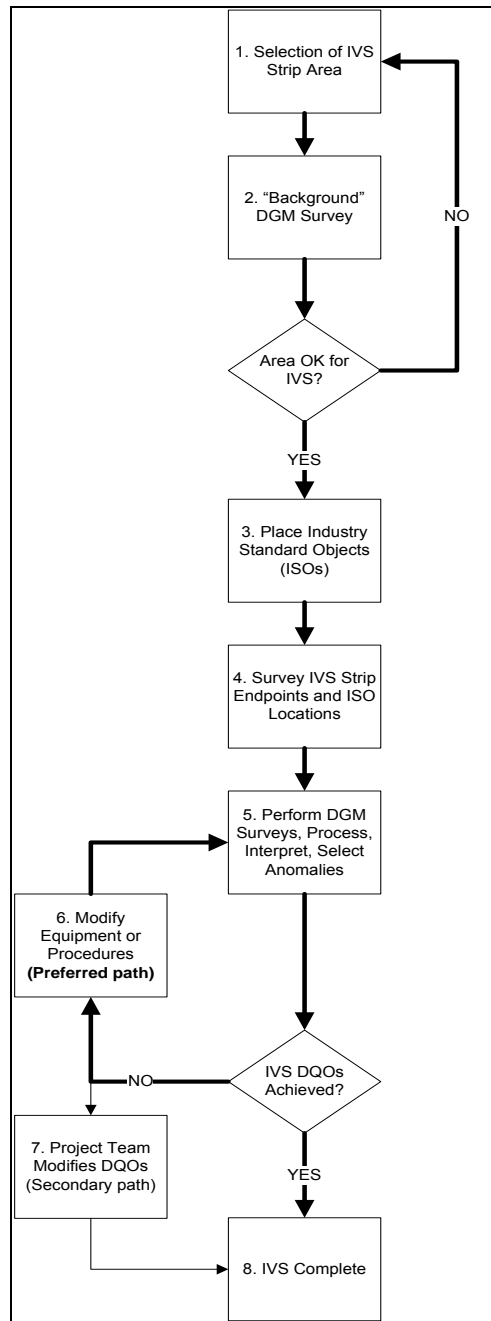 1. Selection of IVS
Strip Area
2. “Background”
DGM Survey
NO
Area OK for
IVS?
YES
3. Place Industry
Standard Objects
(ISOs)
4. Survey IVS Strip
Endpoints and ISO
Locations
5. Perform DGM
Surveys, Process,
Interpret, Select
Anomalies
6. Modify
Equipment or
Procedures
(Preferred path)
IVS DQOs
Achieved?
NO
7. Project Team
Modifies DQOs
(Secondary path)
YES
8. IVS Complete